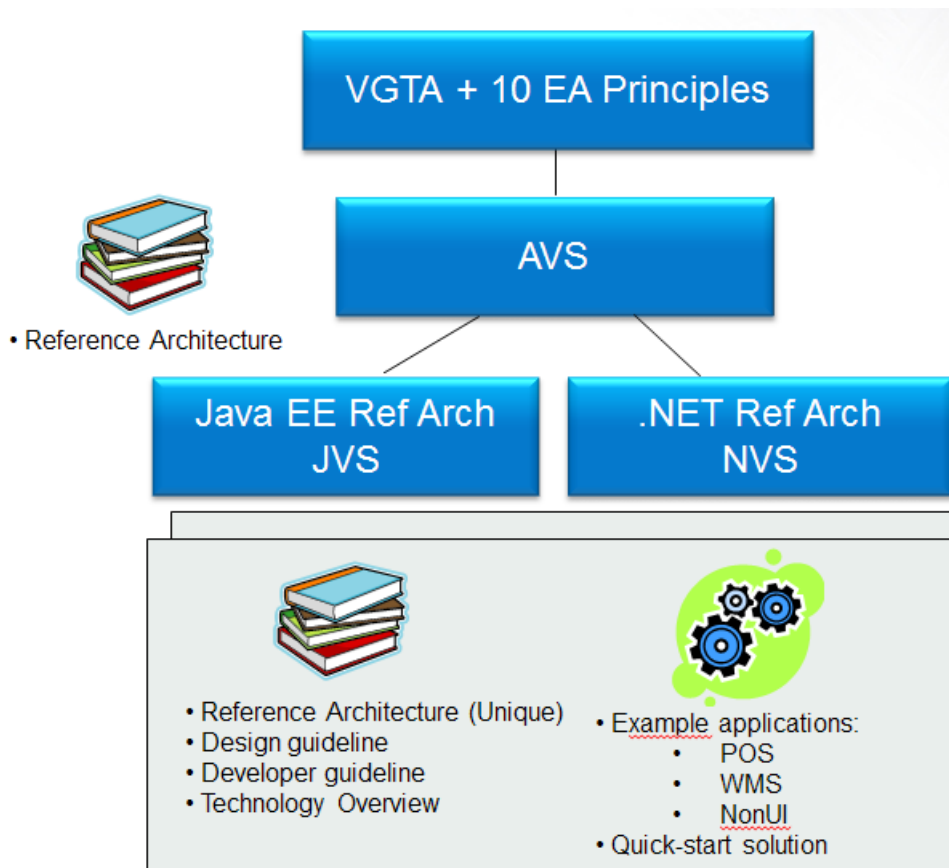 VGTA + 10 EA Principles
AVS
• Reference Architecture
Java EE Ref Arch
JVS
.NET Ref Arch
NVS
• Reference Architecture (Unique)
• Design guideline
• Developer guideline
• Technology Overview
• Example applications:
• POS
• WMS
• NonUI
• Quick-start solution